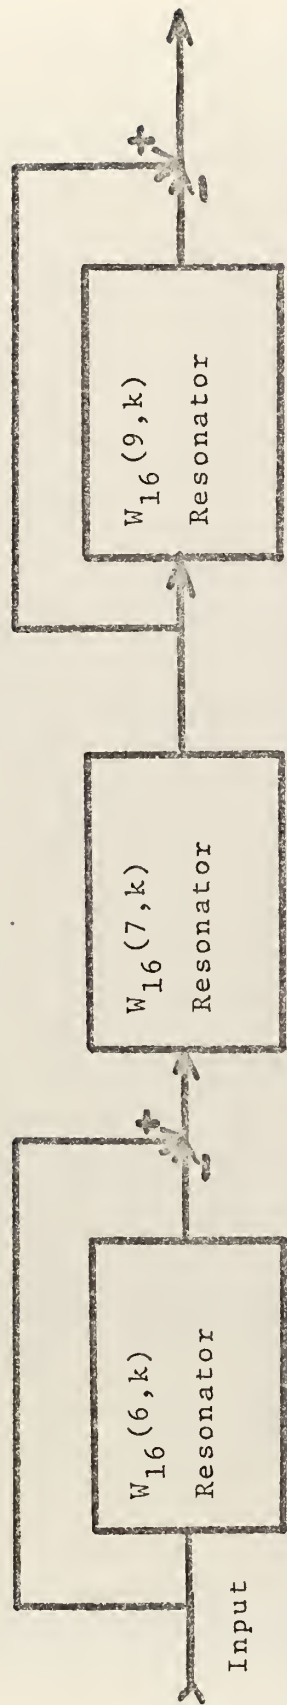 Input
W₁₆(6,k)
Resonator
+
-
W₁₆(7,k)
Resonator
W₁₆(9,k)
Resonator
+
-